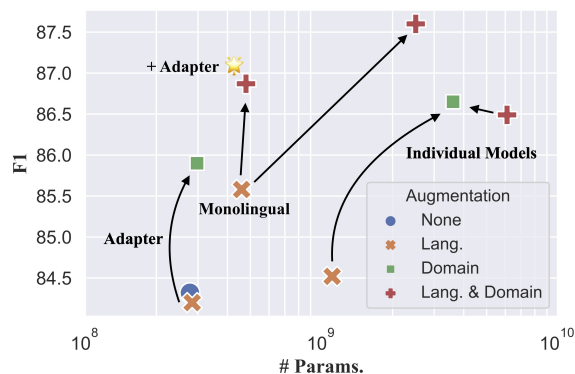 87.5
87.0
86.5
86.0
85.5
85.0
84.5
F1
+ Adapter
Individual Models
Monolingual
Adapter
Augmentation
None
Lang.
Domain
Lang. & Domain
10^8
10^9
10^10
# Params.